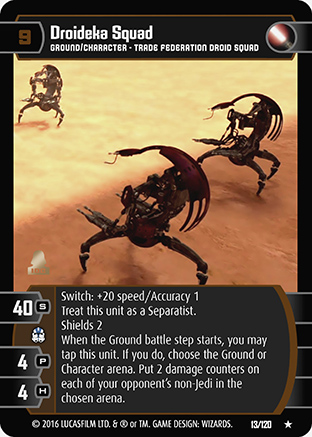 9 Droideka Squad
GROUND/CHARACTER - TRADE FEDERATION DROID SQUAD
40 S
4 P
4 H
Switch: +20 speed/Accuracy 1
Treat this unit as a Separatist.
Shields 2
When the Ground battle step starts, you may
tap this unit. If you do, choose the Ground or
Character arena. Put 2 damage counters on
each of your opponent's non-Jedi in the
chosen arena.
© 2016 LUCASFILM LTD. & ® or TM. GAME DESIGN: WIZARDS. 13/120 ★